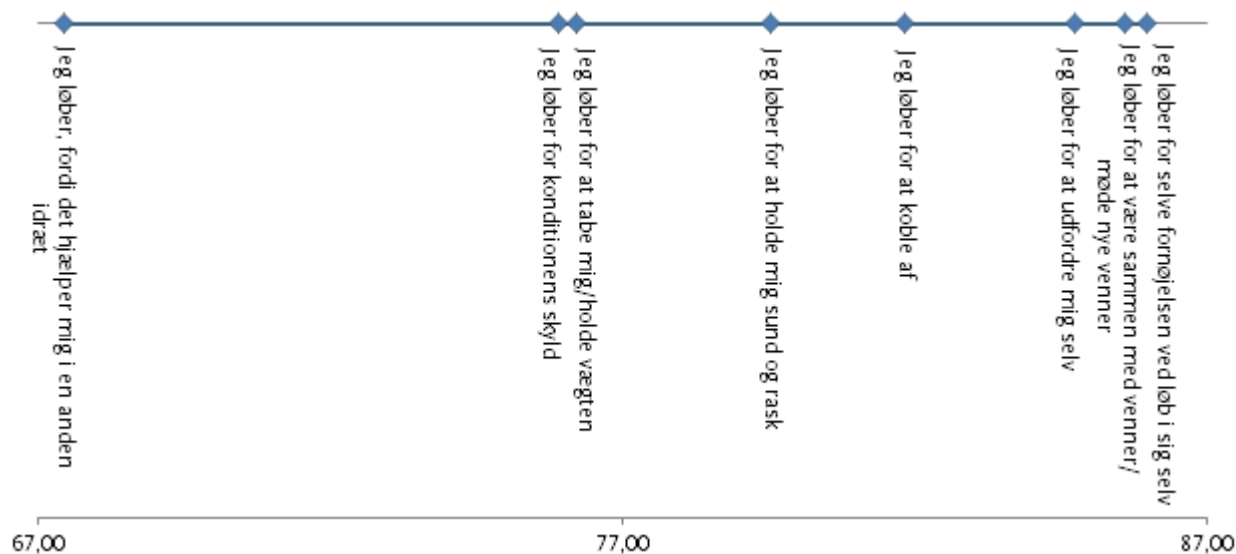 Jeg løber, fordi det hjælper mig i en anden
idræt
Jeg løber for konditionens skyld
Jeg løber for at tabe mig/holde vægten
Jeg løber for at holde mig sund og rask
Jeg løber for at koble af
Jeg løber for at udfordre mig selv
Jeg løber for at være sammen med venner/
møde nye venner
Jeg løber for selve fornøjelsen ved løb i sig selv
67,00
77,00
87,00